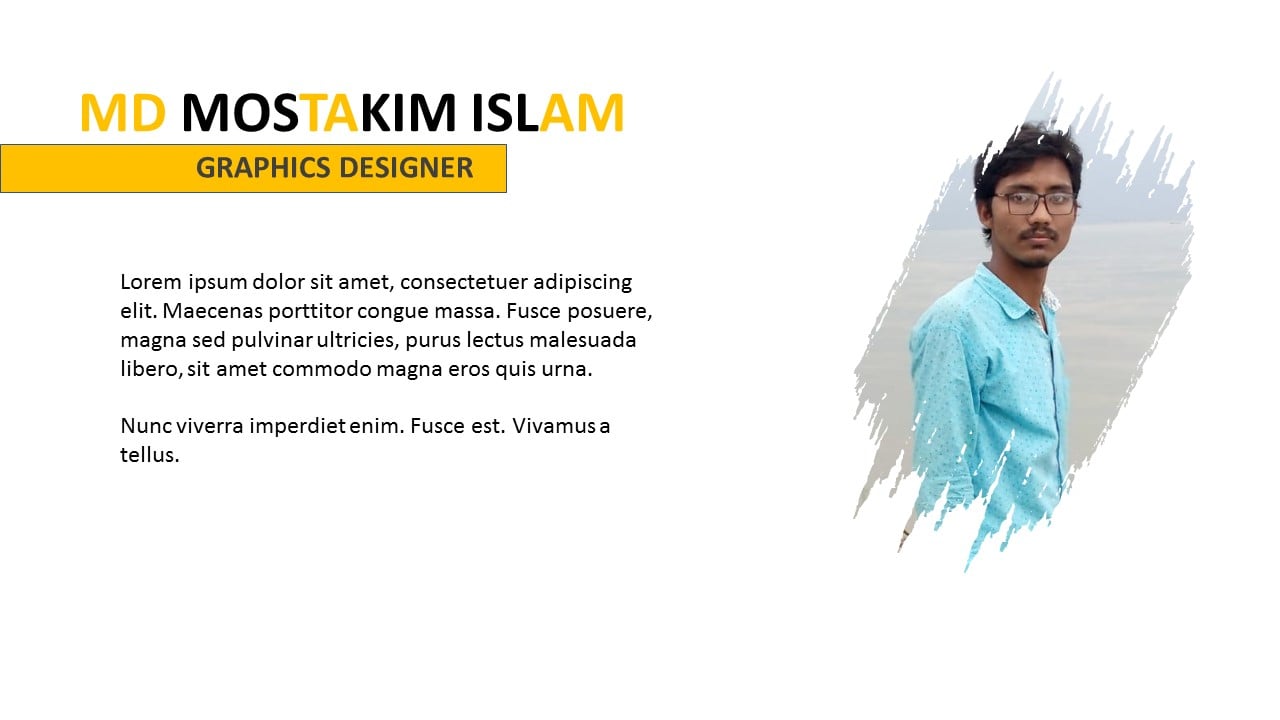 MD MOSTAKIM ISLAM
GRAPHICS DESIGNER
Lorem ipsum dolor sit amet, consectetuer adipiscing
elit. Maecenas porttitor congue massa. Fusce posuere,
magna sed pulvinar ultricies, purus lectus malesuada
libero, sit amet commodo magna eros quis urna.
Nunc viverra imperdiet enim. Fusce est. Vivamus a
tellus.